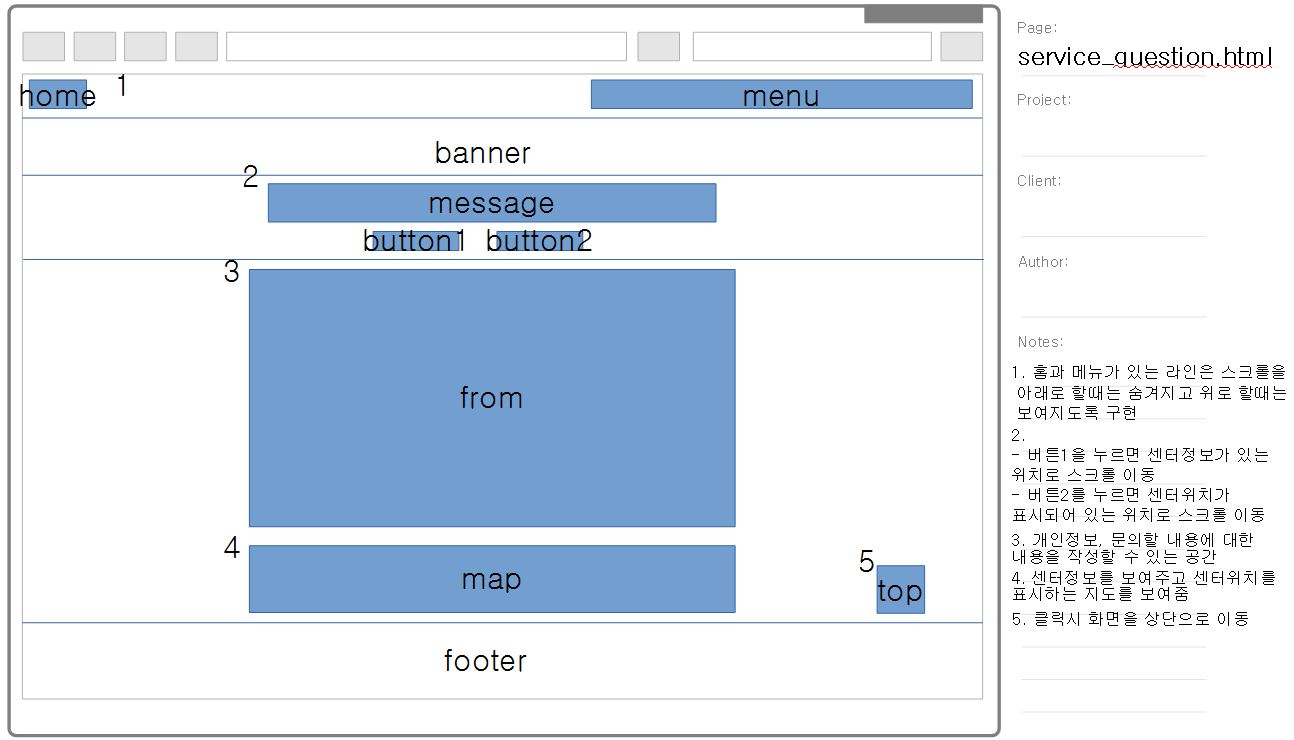 home
1
menu
banner
2
message
button1
button2
3
from
4
map
5
top
footer
Page:
service_question.html
Project:
Client:
Author:
Notes:
1. 홈과 메뉴가 있는 라인은 스크롤을
아래로 할때는 숨겨지고 위로 할때는
보여지도록 구현
2.
- 버튼1을 누르면 센터정보가 있는
위치로 스크롤 이동
- 버튼2를 누르면 센터위치가
표시되어 있는 위치로 스크롤 이동
3. 개인정보, 문의할 내용에 대한
내용을 작성할 수 있는 공간
4. 센터정보를 보여주고 센터위치를
표시하는 지도를 보여줌
5. 클릭시 화면을 상단으로 이동